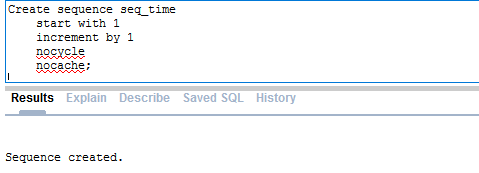 Create sequence seq_time
start with 1
increment by 1
nocycle
nocache;
Results Explain Describe Saved SQL History
Sequence created.